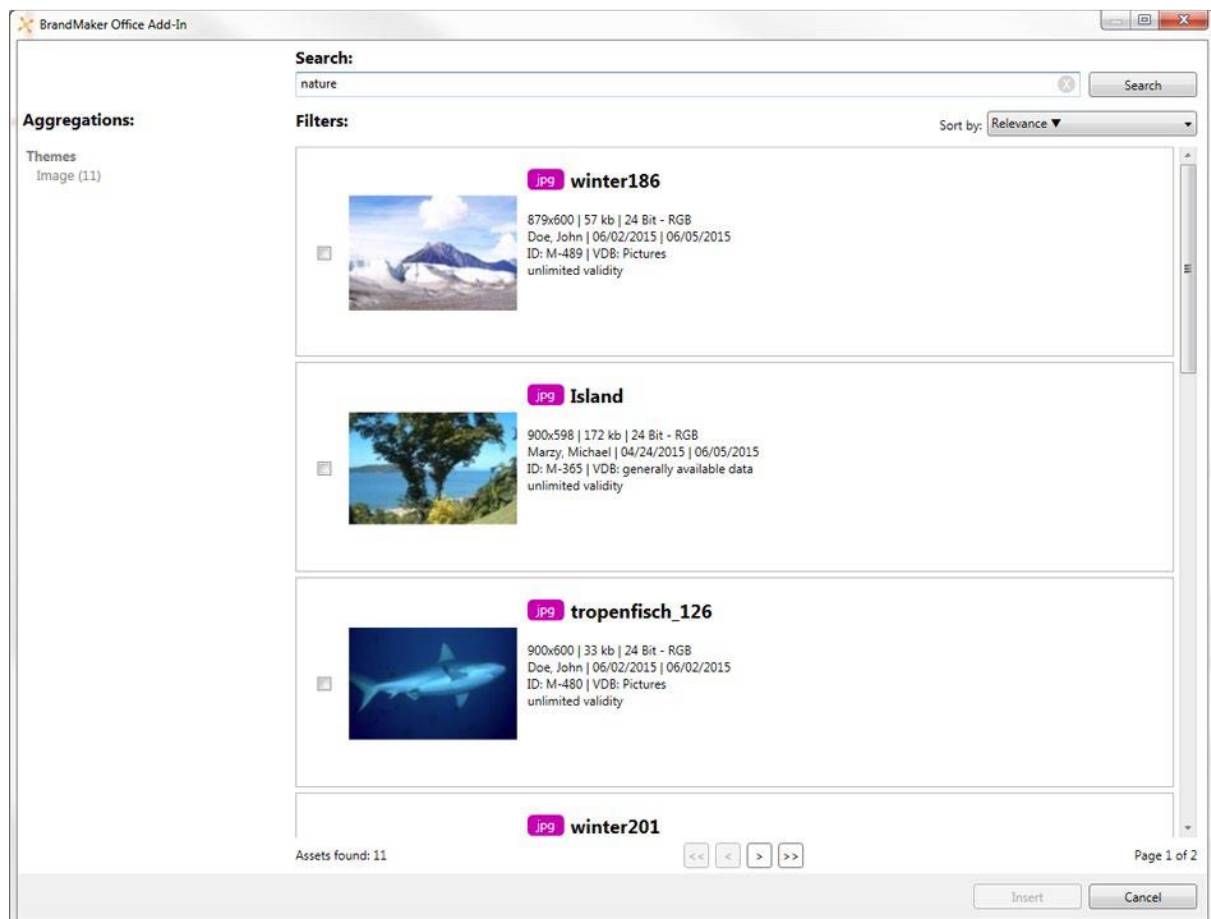 BrandMaker Office Add-In
Search:
nature
Search
Aggregations:
Filters:
Sort by: Relevance ▼
Themes
Image (11)
jpg winter186
879x600 | 57 kb | 24 Bit - RGB
Doe, John | 06/02/2015 | 06/05/2015
ID: M-489 | VDB: Pictures
unlimited validity
jpg Island
900x598 | 172 kb | 24 Bit - RGB
Marzy, Michael | 04/24/2015 | 06/05/2015
ID: M-365 | VDB: generally available data
unlimited validity
jpg tropenfisch_126
900x600 | 33 kb | 24 Bit - RGB
Doe, John | 06/02/2015 | 06/02/2015
ID: M-480 | VDB: Pictures
unlimited validity
jpg winter201
Assets found: 11
<< < > >>
Page 1 of 2
Insert
Cancel